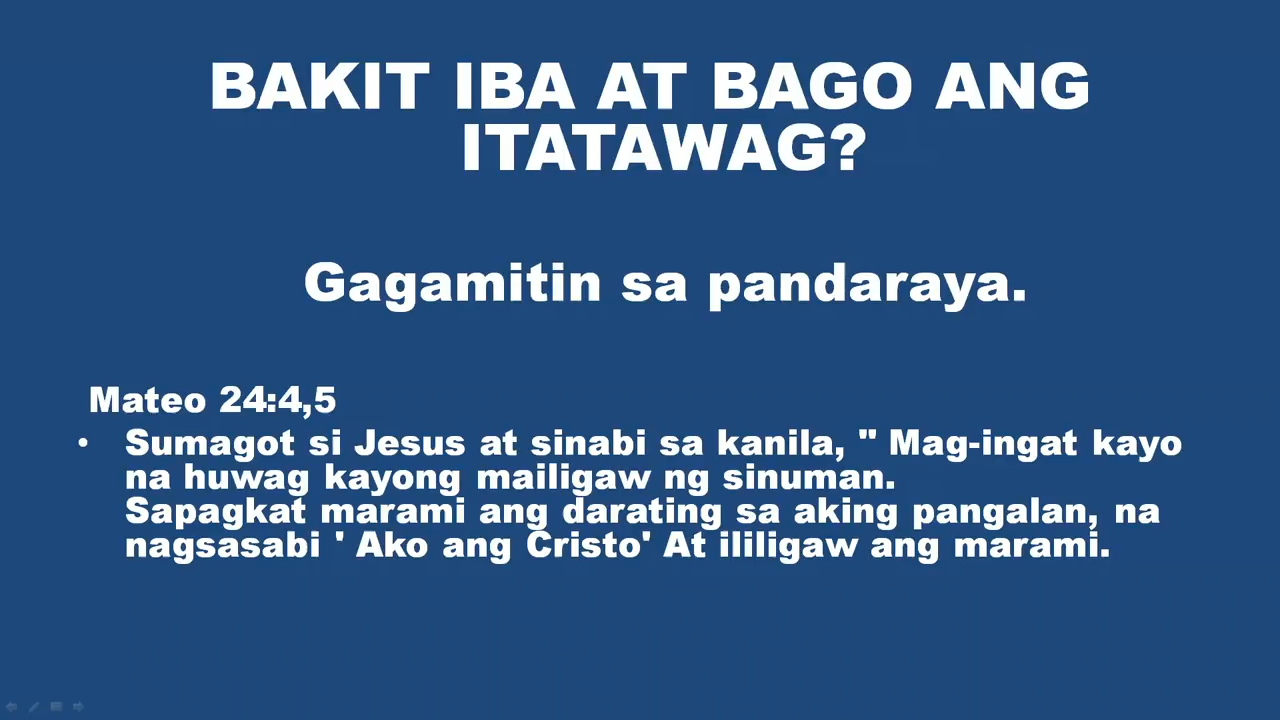 BAKIT IBA AT BAGO ANG
ITATAWAG?
Gagamitin sa pandaraya.
Mateo 24:4,5
• Sumagot si Jesus at sinabi sa kanila, " Mag-ingat kayo
na huwag kayong mailigaw ng sinuman.
Sapagkat marami ang darating sa aking pangalan, na
nagsasabi ' Ako ang Cristo' At ililigaw ang marami.